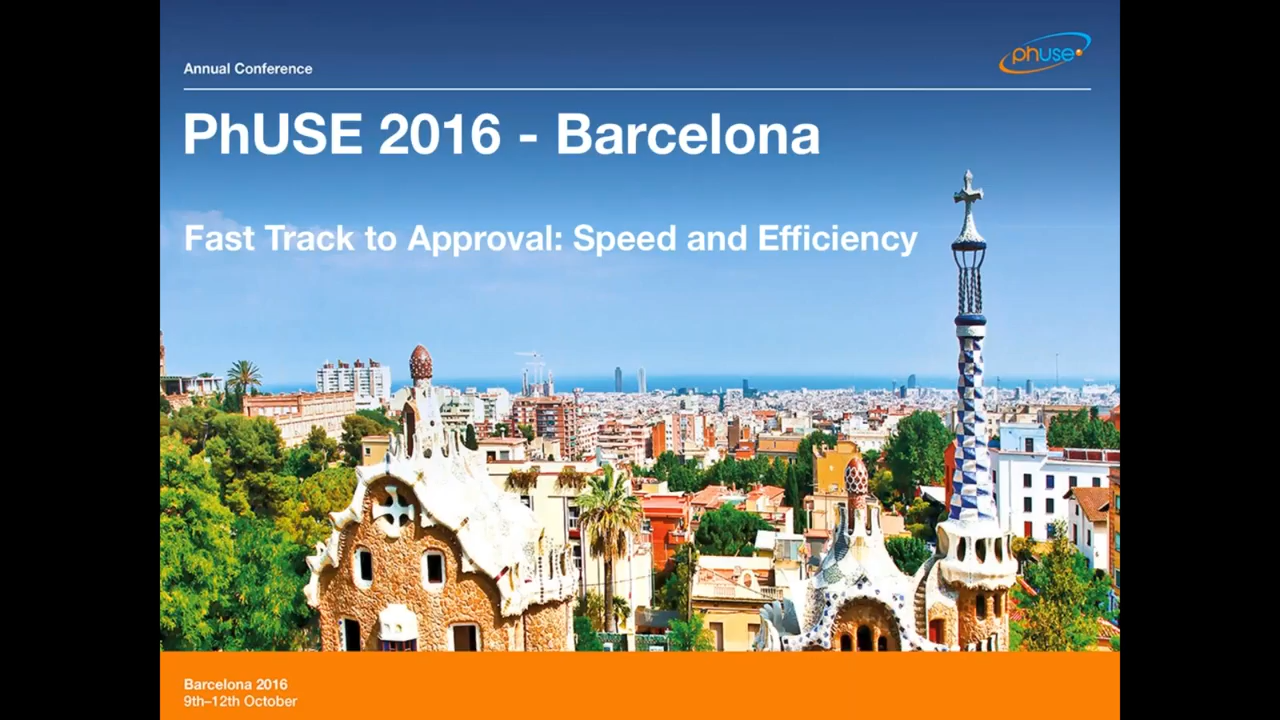 Annual Conference
phuse
PhUSE 2016 - Barcelona
Fast Track to Approval: Speed and Efficiency
Barcelona 2016
9th–12th October